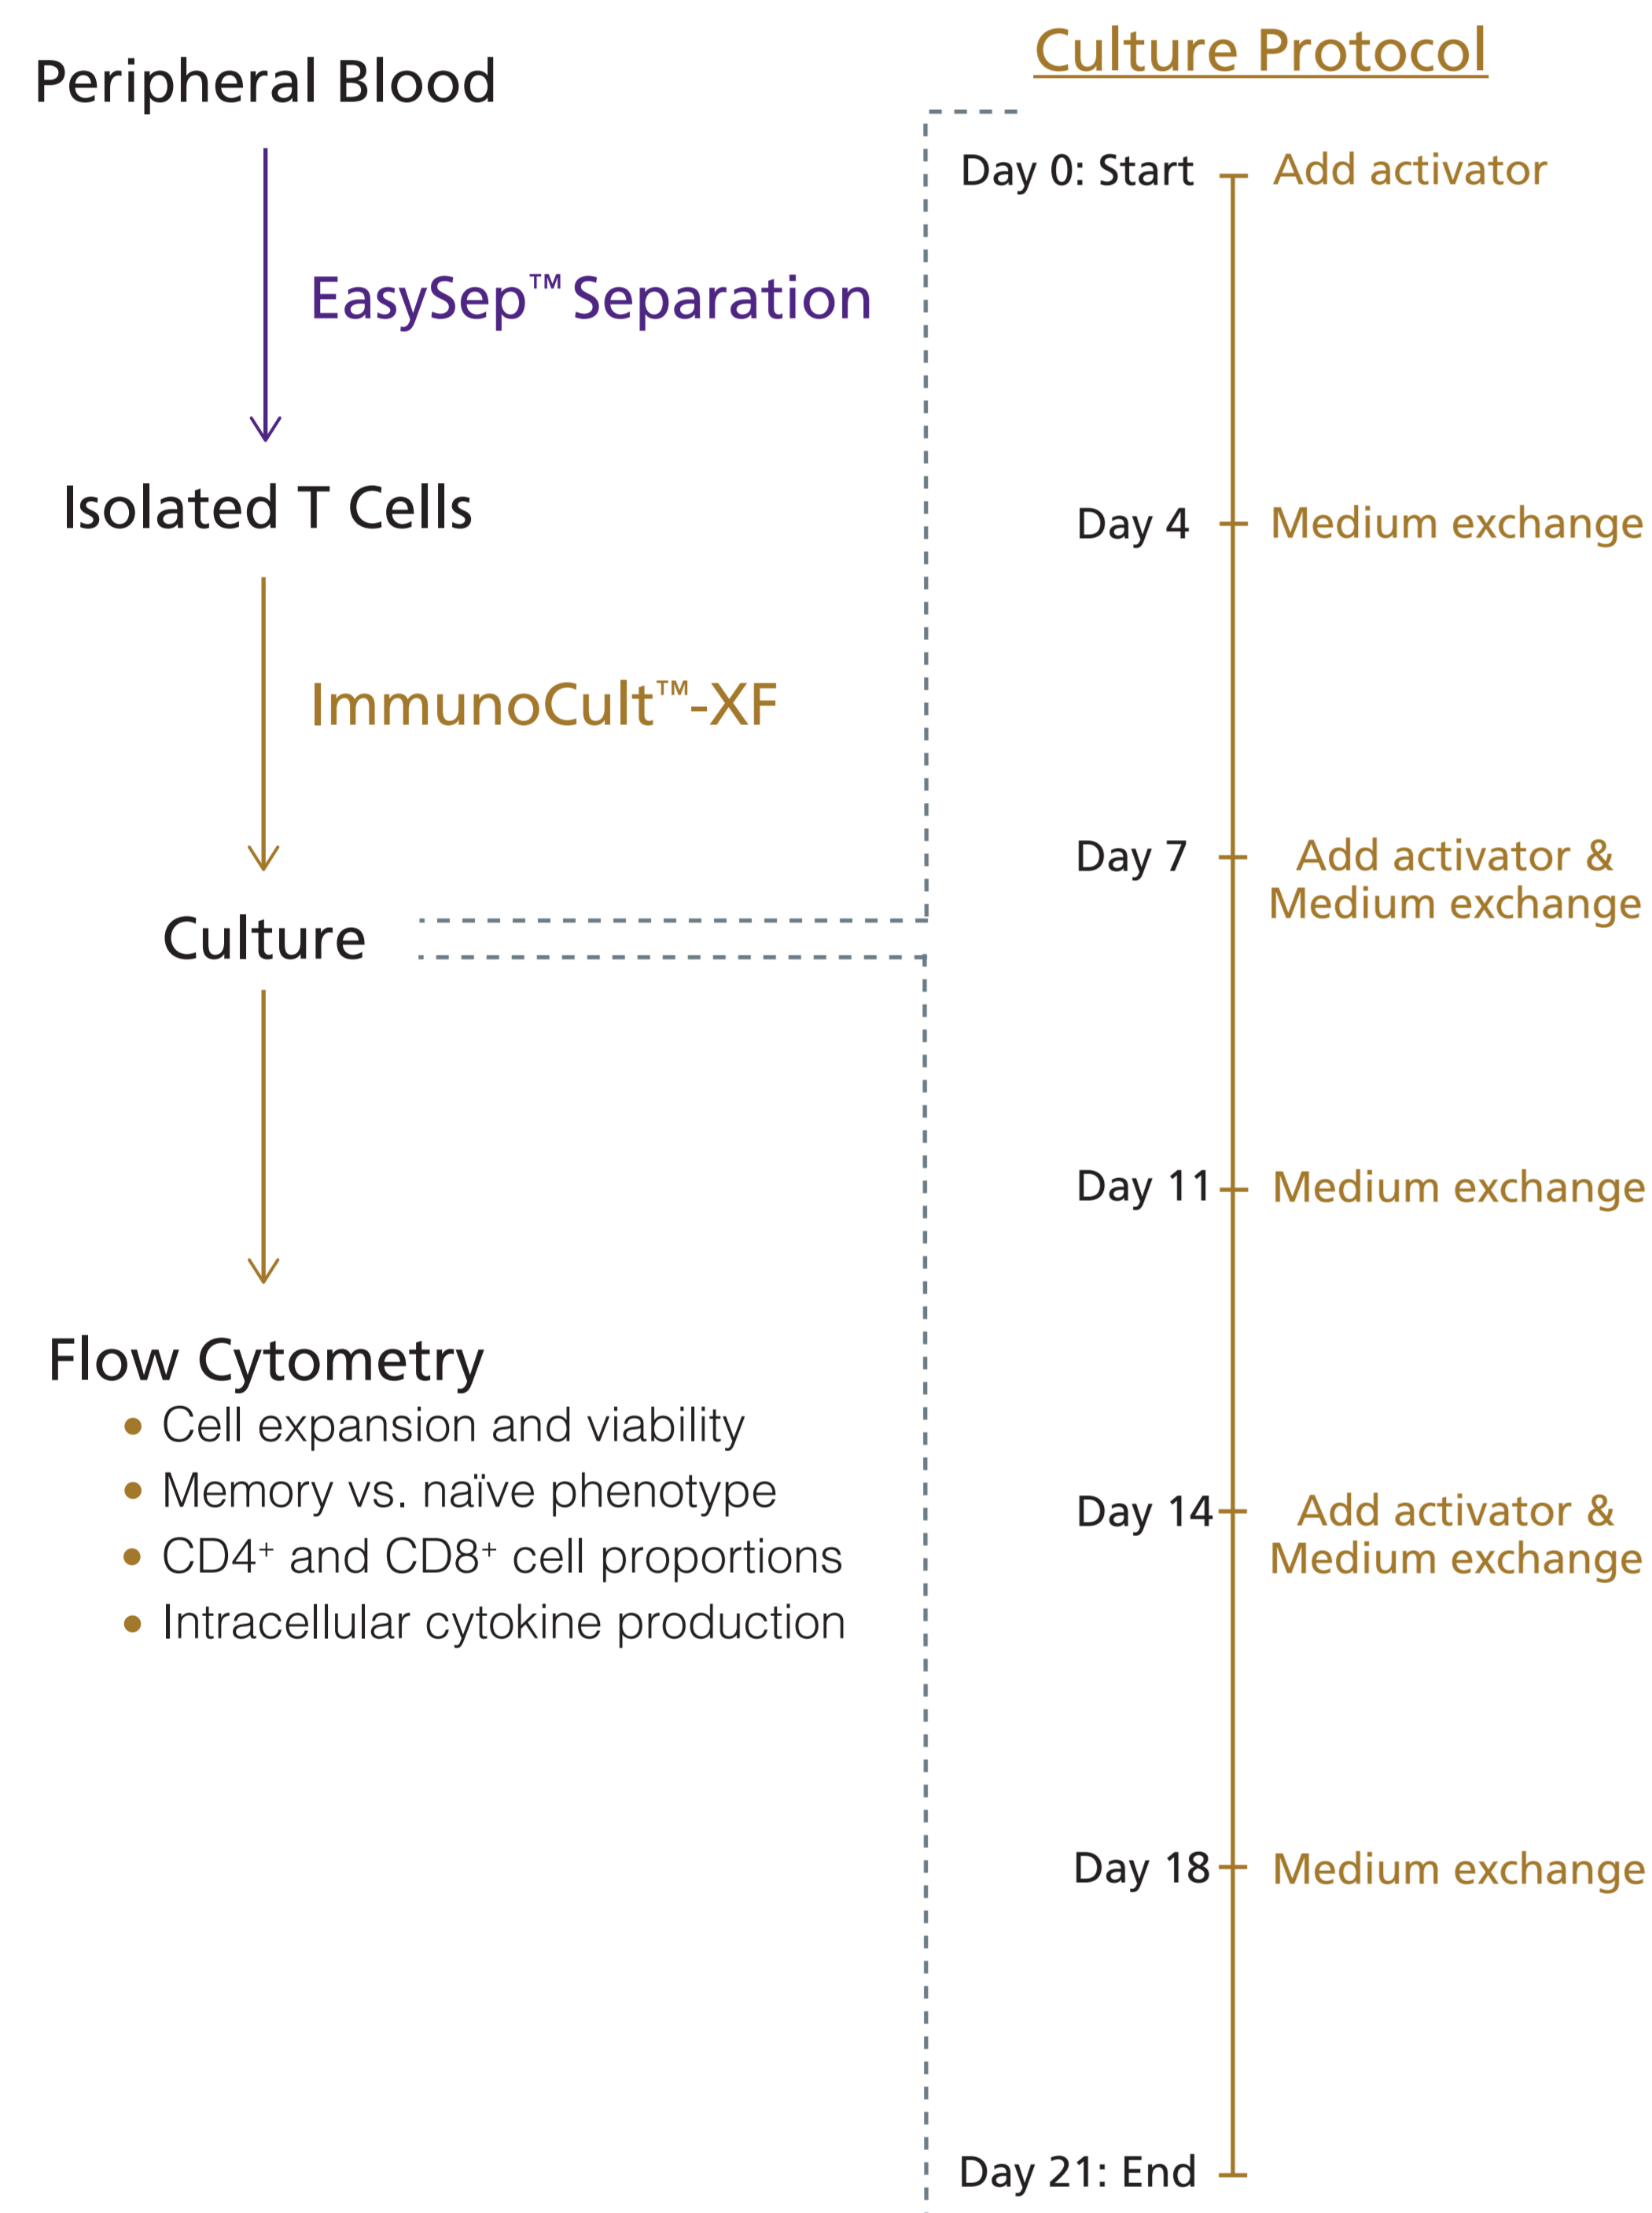 Peripheral Blood
EasySep™ Separation
Isolated T Cells
ImmunoCult™-XF
Culture
Flow Cytometry
• Cell expansion and viability
• Memory vs. naïve phenotype
• CD4⁺ and CD8⁺ cell proportions
• Intracellular cytokine production
Culture Protocol
Day 0: Start Add activator
Day 4 Medium exchange
Day 7 Add activator &
Medium exchange
Day 11 Medium exchange
Day 14 Add activator &
Medium exchange
Day 18 Medium exchange
Day 21: End